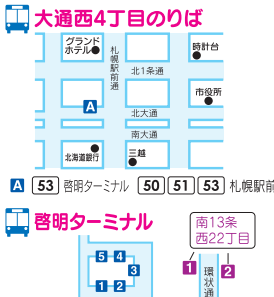 大通西4丁目のりば
グランド
ホテル
札幌駅前通
時計台
北1条通
市役所
A
北大通
南大通
北海道銀行
三越
A 53 啓明ターミナル 50 51 53 札幌駅前
啓明ターミナル
南13条
西22丁目
5 4
3
1 2
1 2
環状通